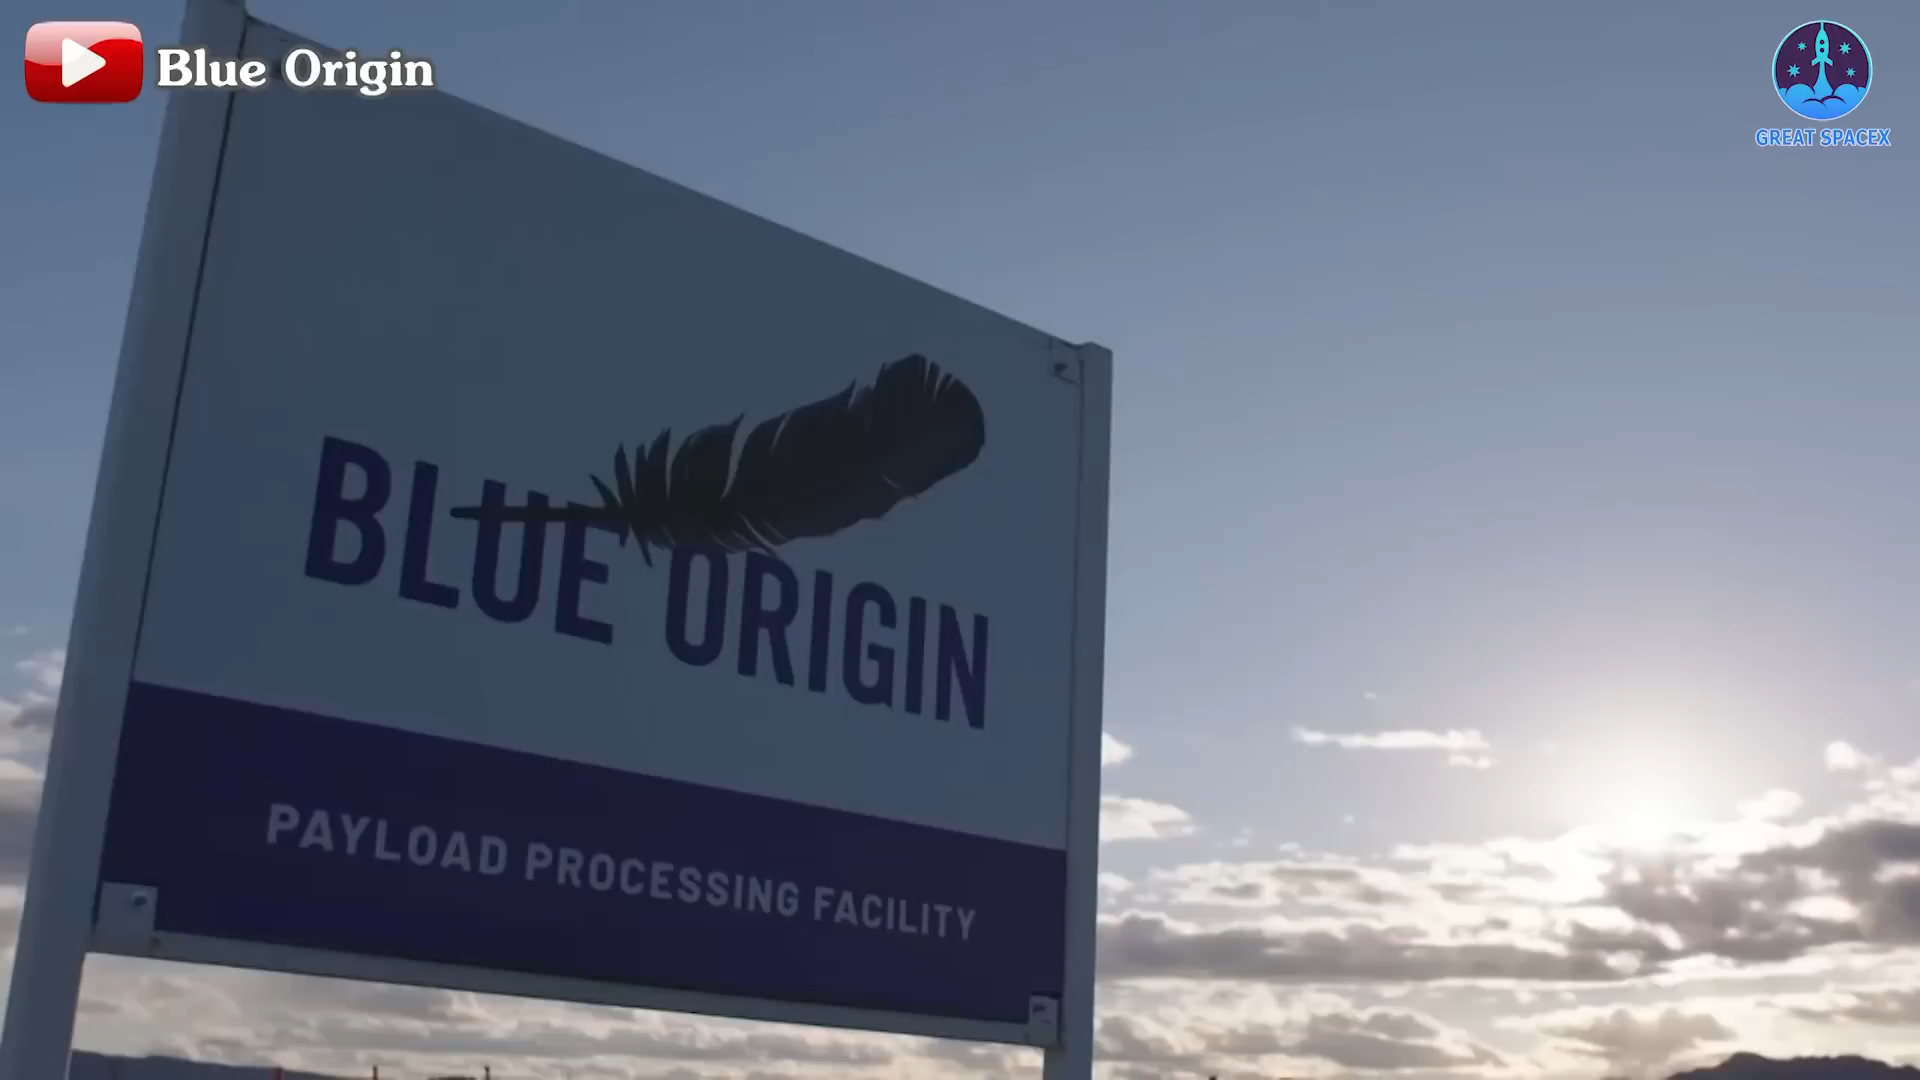 Blue Origin
GREAT SPACEX
BLUE ORIGIN
PAYLOAD PROCESSING FACILITY